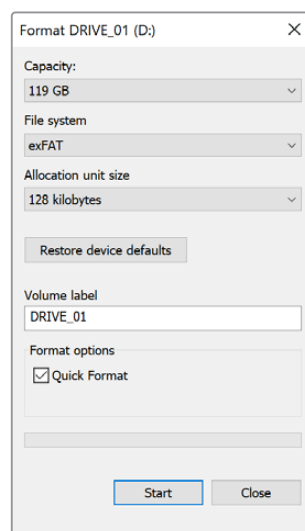 Format DRIVE_01 (D:)
Capacity:
119 GB
File system
exFAT
Allocation unit size
128 kilobytes
Restore device defaults
Volume label
DRIVE_01
Format options
Quick Format
Start Close